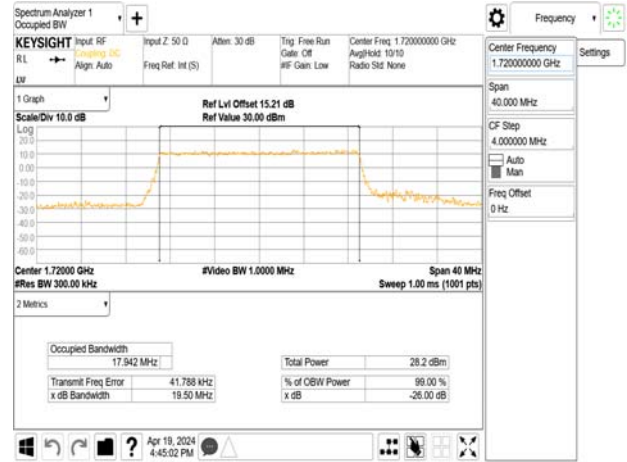 Spectrum Analyzer 1
Occupied BW
Frequency
KEYSIGHT Input: RF Input Z: 50 Ω Atten: 30 dB Trig: Free Run Center Freq: 1.720000000 GHz
RL Coupling: DC Gate: Off Avg|Hold: 10/10
Align: Auto Freq Ref: Int (S) #IF Gain: Low Radio Std: None
Center Frequency
1.720000000 GHz
Settings
Span
40.000 MHz
CF Step
4.000000 MHz
Auto
Man
Freq Offset
0 Hz
1 Graph
Ref Lvl Offset 15.21 dB
Scale/Div 10.0 dB Ref Value 30.00 dBm
Log
20.0
10.0
0.00
-10.0
-20.0
-30.0
-40.0
-50.0
-60.0
Center 1.72000 GHz #Video BW 1.0000 MHz Span 40 MHz
#Res BW 300.00 kHz Sweep 1.00 ms (1001 pts)
2 Metrics
Occupied Bandwidth
17.942 MHz Total Power 28.2 dBm
Transmit Freq Error 41.788 kHz % of OBW Power 99.00 %
x dB Bandwidth 19.50 MHz x dB -26.00 dB
Apr 19, 2024
4:45:02 PM